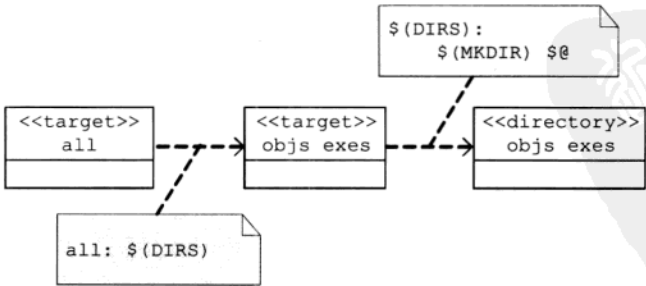 $(DIRS):
$(MKDIR) $@
<<target>>
all
<<target>>
objs exes
<<directory>>
objs exes
all: $(DIRS)